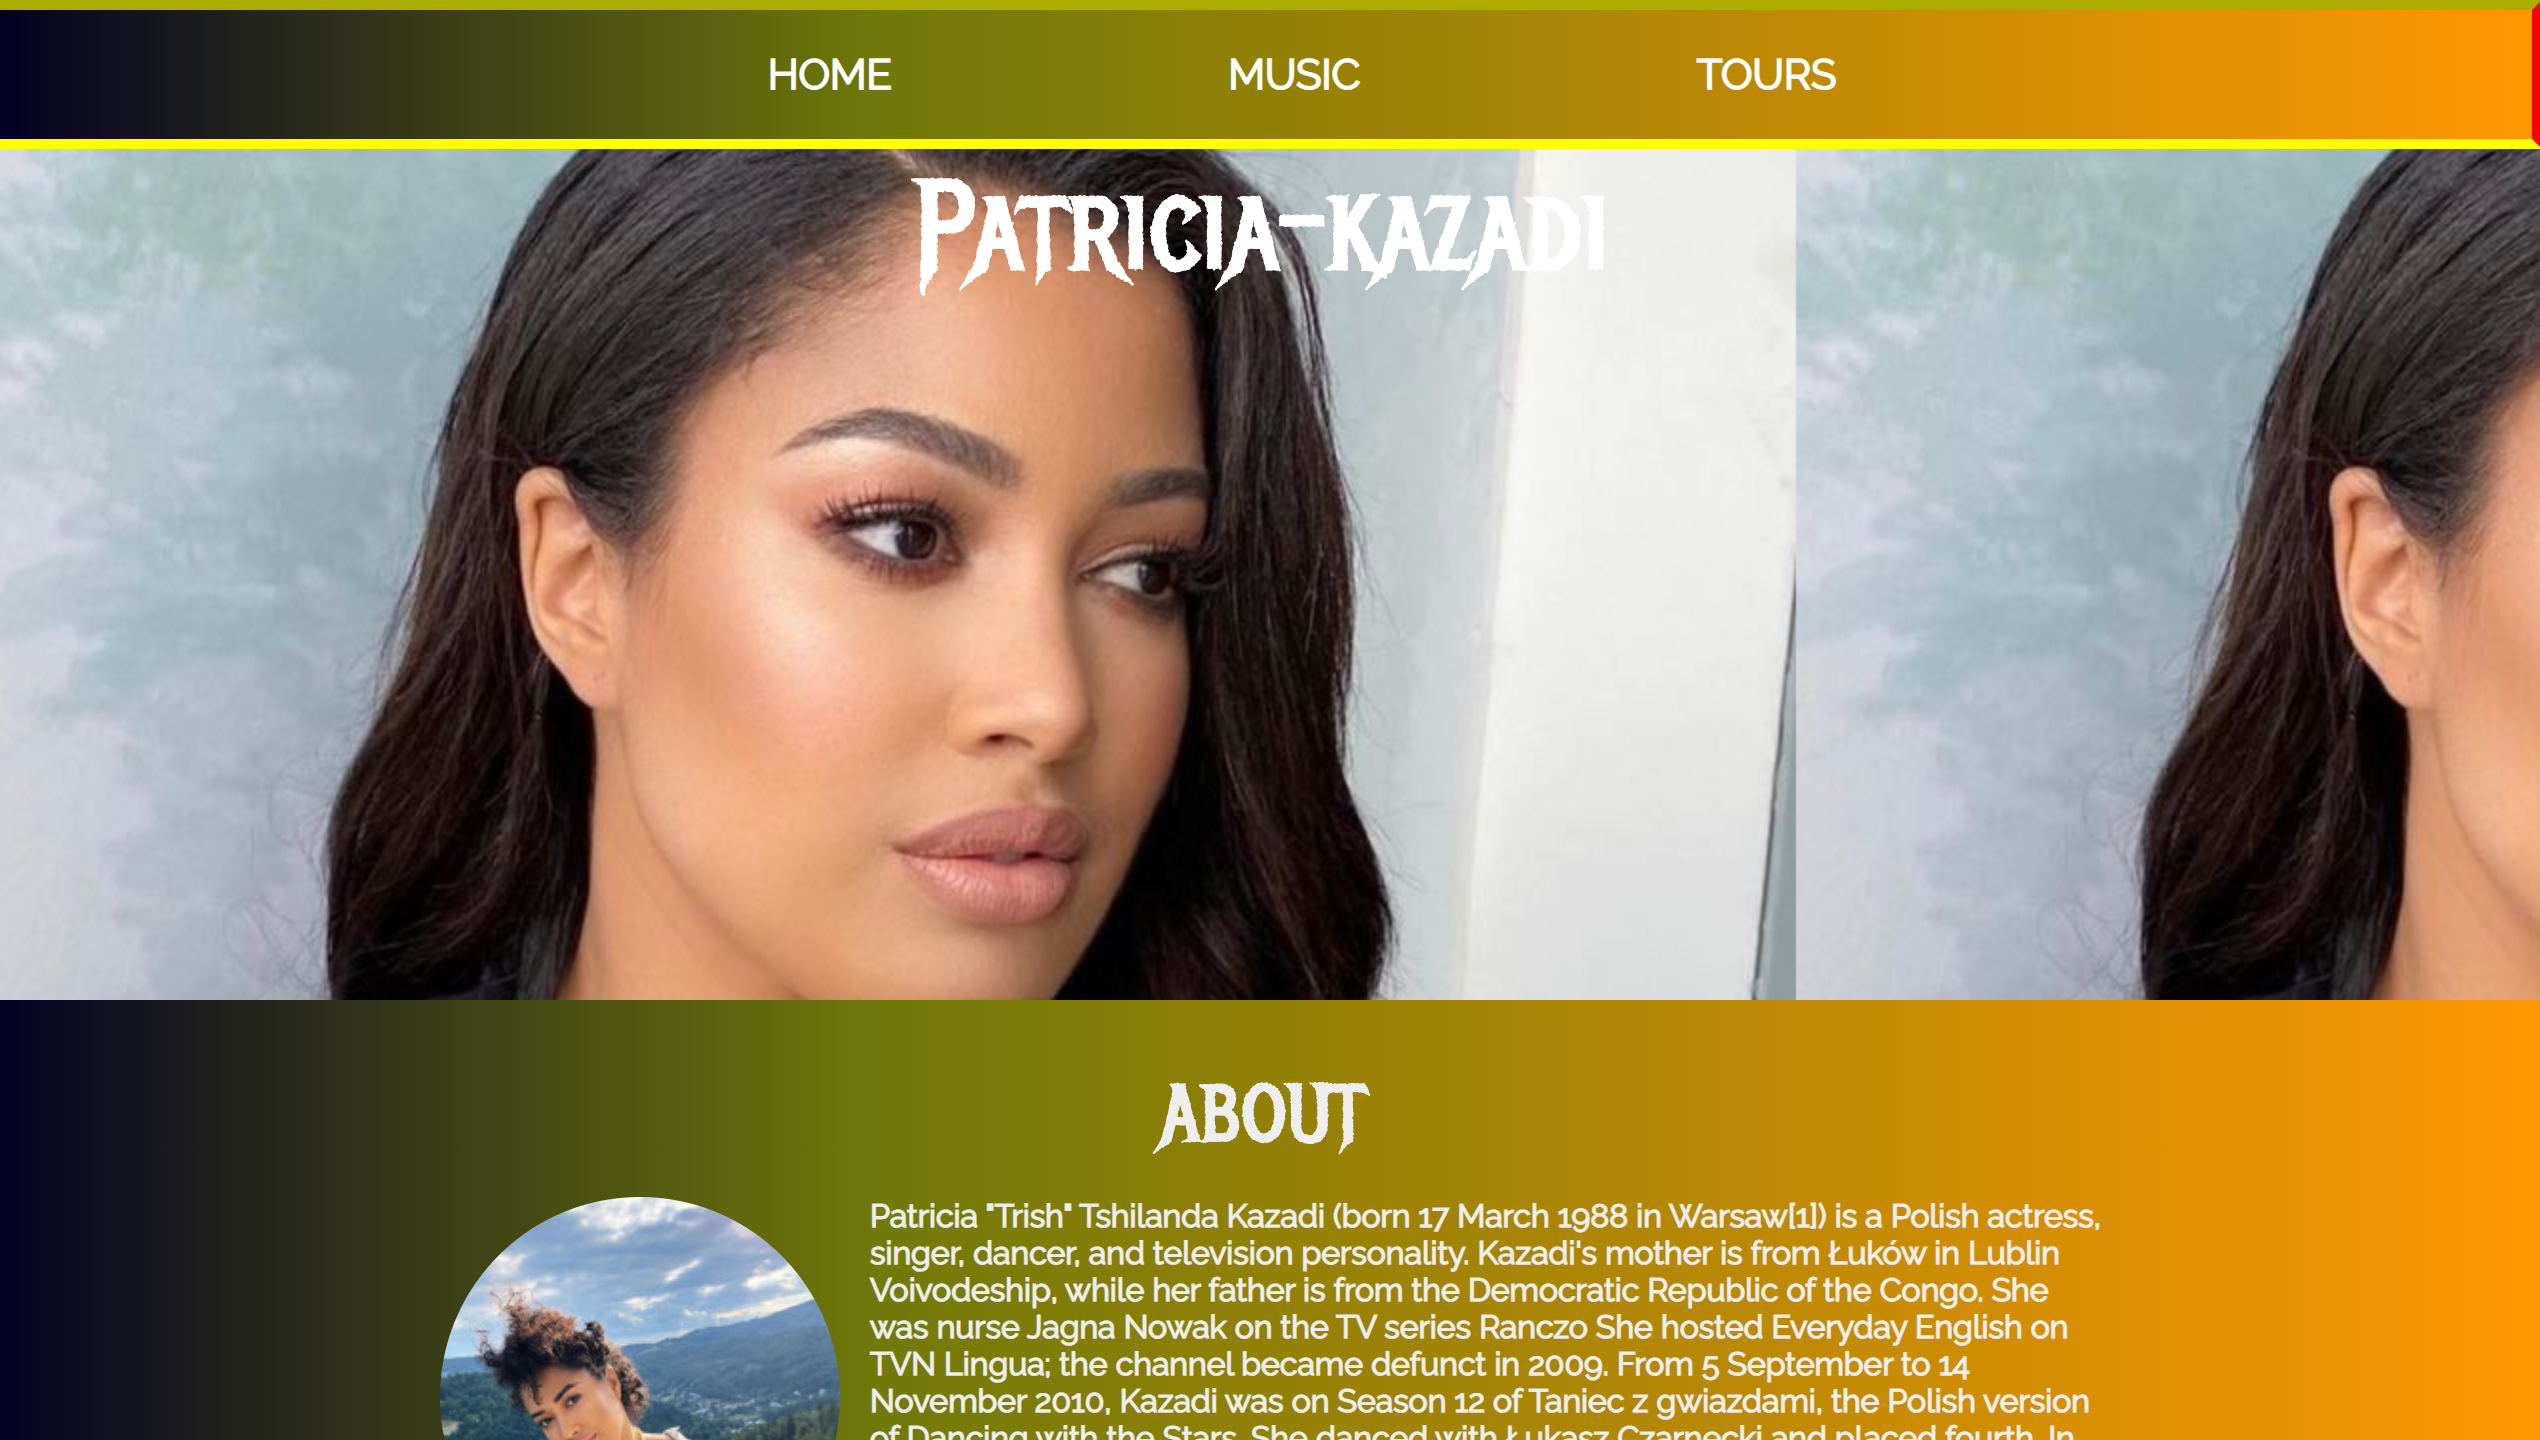 HOME MUSIC TOURS
Patricia-kazadi
ABOUT
Patricia "Trish" Tshilanda Kazadi (born 17 March 1988 in Warsaw[1]) is a Polish actress,
singer, dancer, and television personality. Kazadi's mother is from Łuków in Lublin
Voivodeship, while her father is from the Democratic Republic of the Congo. She
was nurse Jagna Nowak on the TV series Ranczo She hosted Everyday English on
TVN Lingua; the channel became defunct in 2009. From 5 September to 14
November 2010, Kazadi was on Season 12 of Taniec z gwiazdami, the Polish version
of Dancing with the Stars. She danced with Łukasz Czarnecki and placed fourth. In